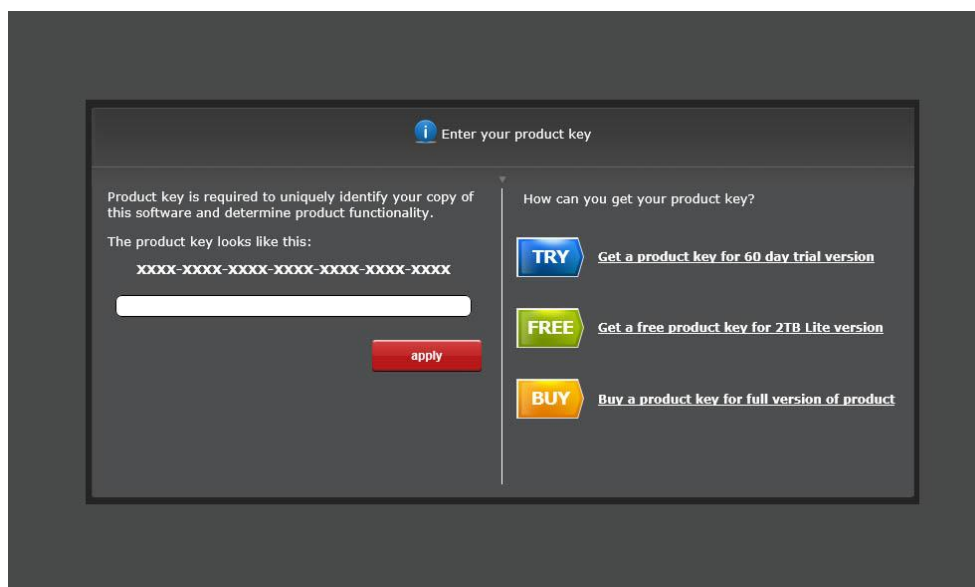 Enter your product key
Product key is required to uniquely identify your copy of
this software and determine product functionality.
The product key looks like this:
xxxx-xxxx-xxxx-xxxx-xxxx-xxxx-xxxx
apply
How can you get your product key?
TRY Get a product key for 60 day trial version
FREE Get a free product key for 2TB Lite version
BUY Buy a product key for full version of product